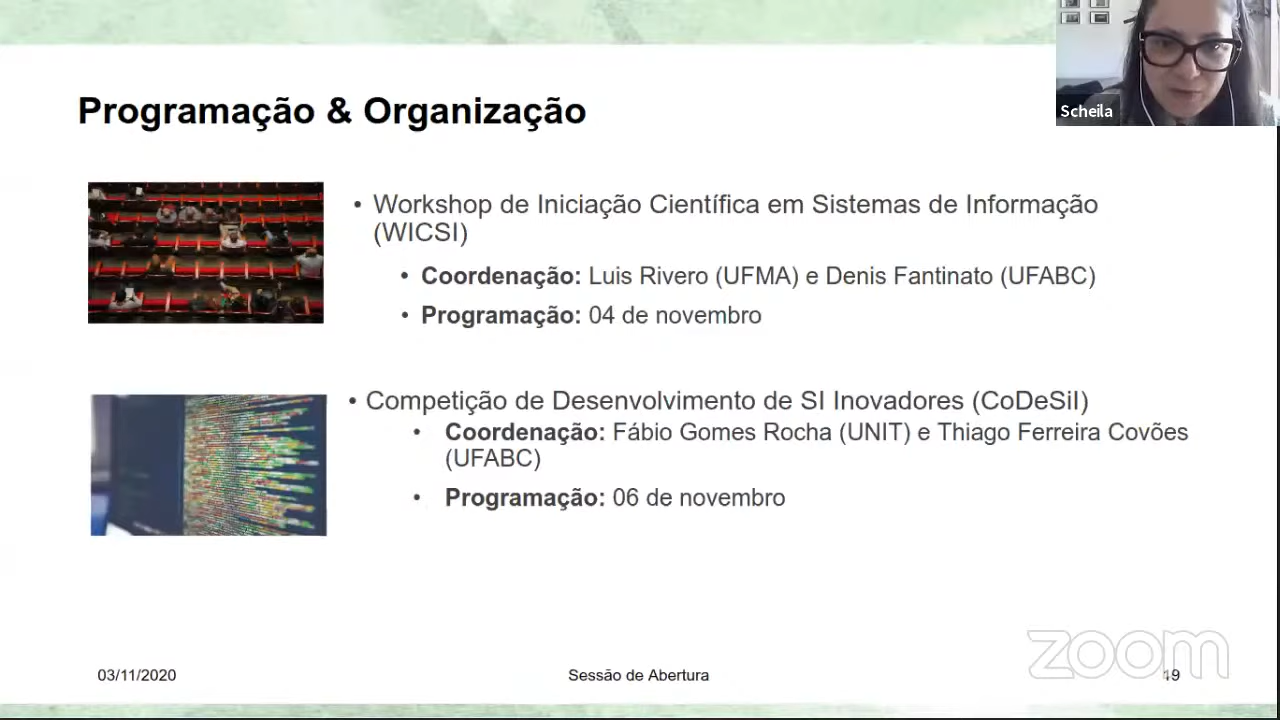 Scheila
Programação & Organização
• Workshop de Iniciação Científica em Sistemas de Informação
(WICSI)
• Coordenação: Luis Rivero (UFMA) e Denis Fantinato (UFABC)
• Programação: 04 de novembro
• Competição de Desenvolvimento de SI Inovadores (CoDeSiI)
• Coordenação: Fábio Gomes Rocha (UNIT) e Thiago Ferreira Covões
(UFABC)
• Programação: 06 de novembro
zoom
03/11/2020
Sessão de Abertura
19